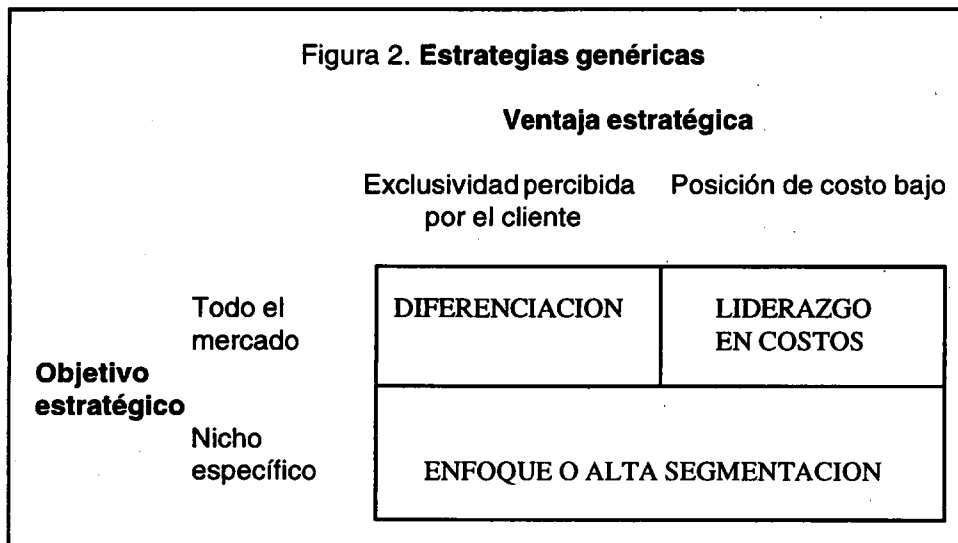 Figura 2. Estrategias genéricas
Ventaja estratégica
Exclusividad percibida
por el cliente
Posición de costo bajo
Todo el
mercado
DIFERENCIACION
LIDERAZGO
EN COSTOS
Objetivo
estratégico
Nicho
específico
ENFOQUE O ALTA SEGMENTACION